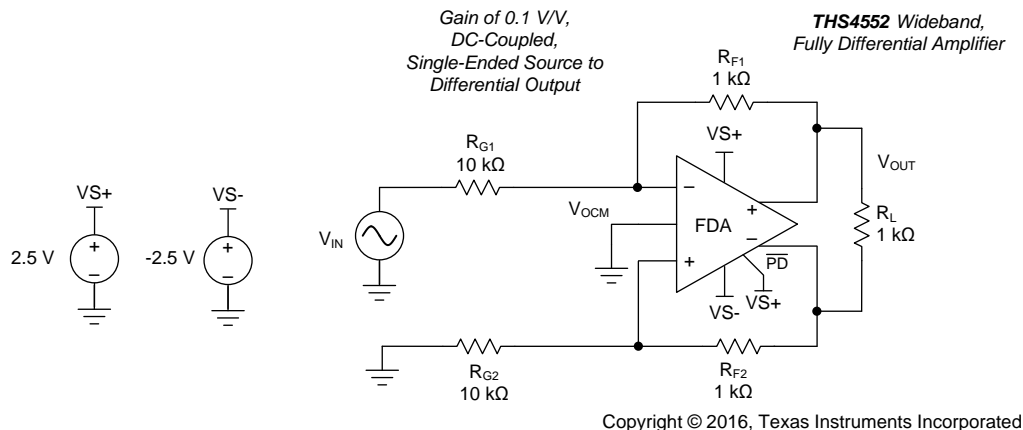 Gain of 0.1 V/V,
DC-Coupled,
Single-Ended Source to
Differential Output
THS4552 Wideband,
Fully Differential Amplifier
RF1
1 kΩ
VS+
RG1
10 kΩ
VOUT
VS+
VS-
VOCM
FDA
RL
1 kΩ
VIN
2.5 V
-2.5 V
PD
VS-
VS+
RG2
10 kΩ
RF2
1 kΩ
Copyright © 2016, Texas Instruments Incorporated